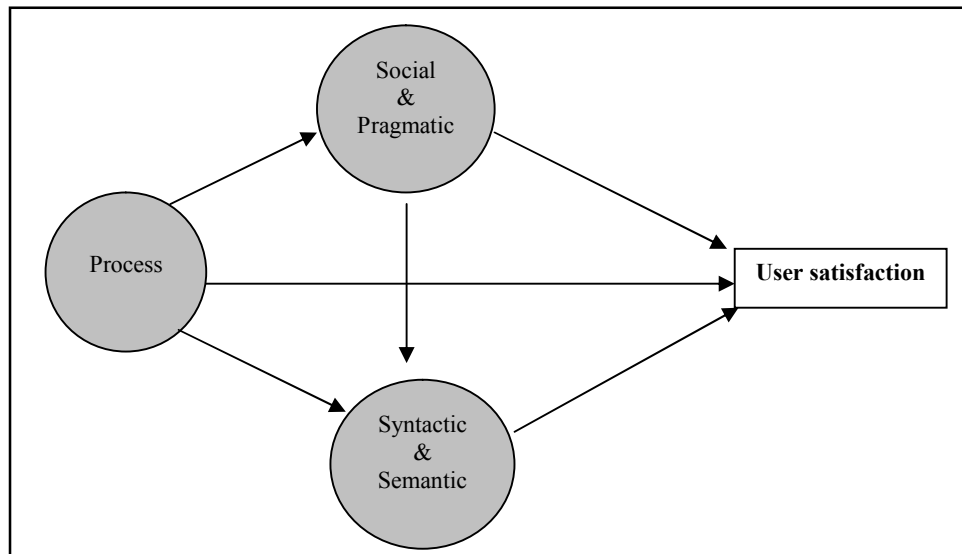 Social
&
Pragmatic
Process
User satisfaction
Syntactic
&
Semantic